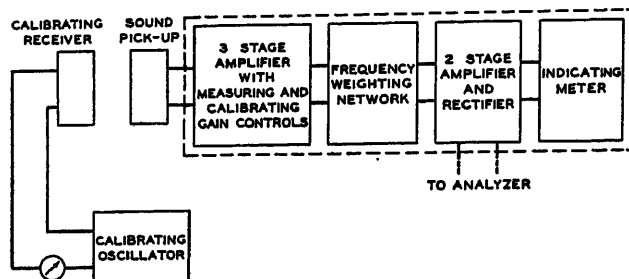 CALIBRATING
RECEIVER
SOUND
PICK-UP
3 STAGE
AMPLIFIER
WITH
MEASURING AND
CALIBRATING
GAIN CONTROLS
FREQUENCY
WEIGHTING
NETWORK
2 STAGE
AMPLIFIER
AND
RECTIFIER
INDICATING
METER
TO ANALYZER
CALIBRATING
OSCILLATOR